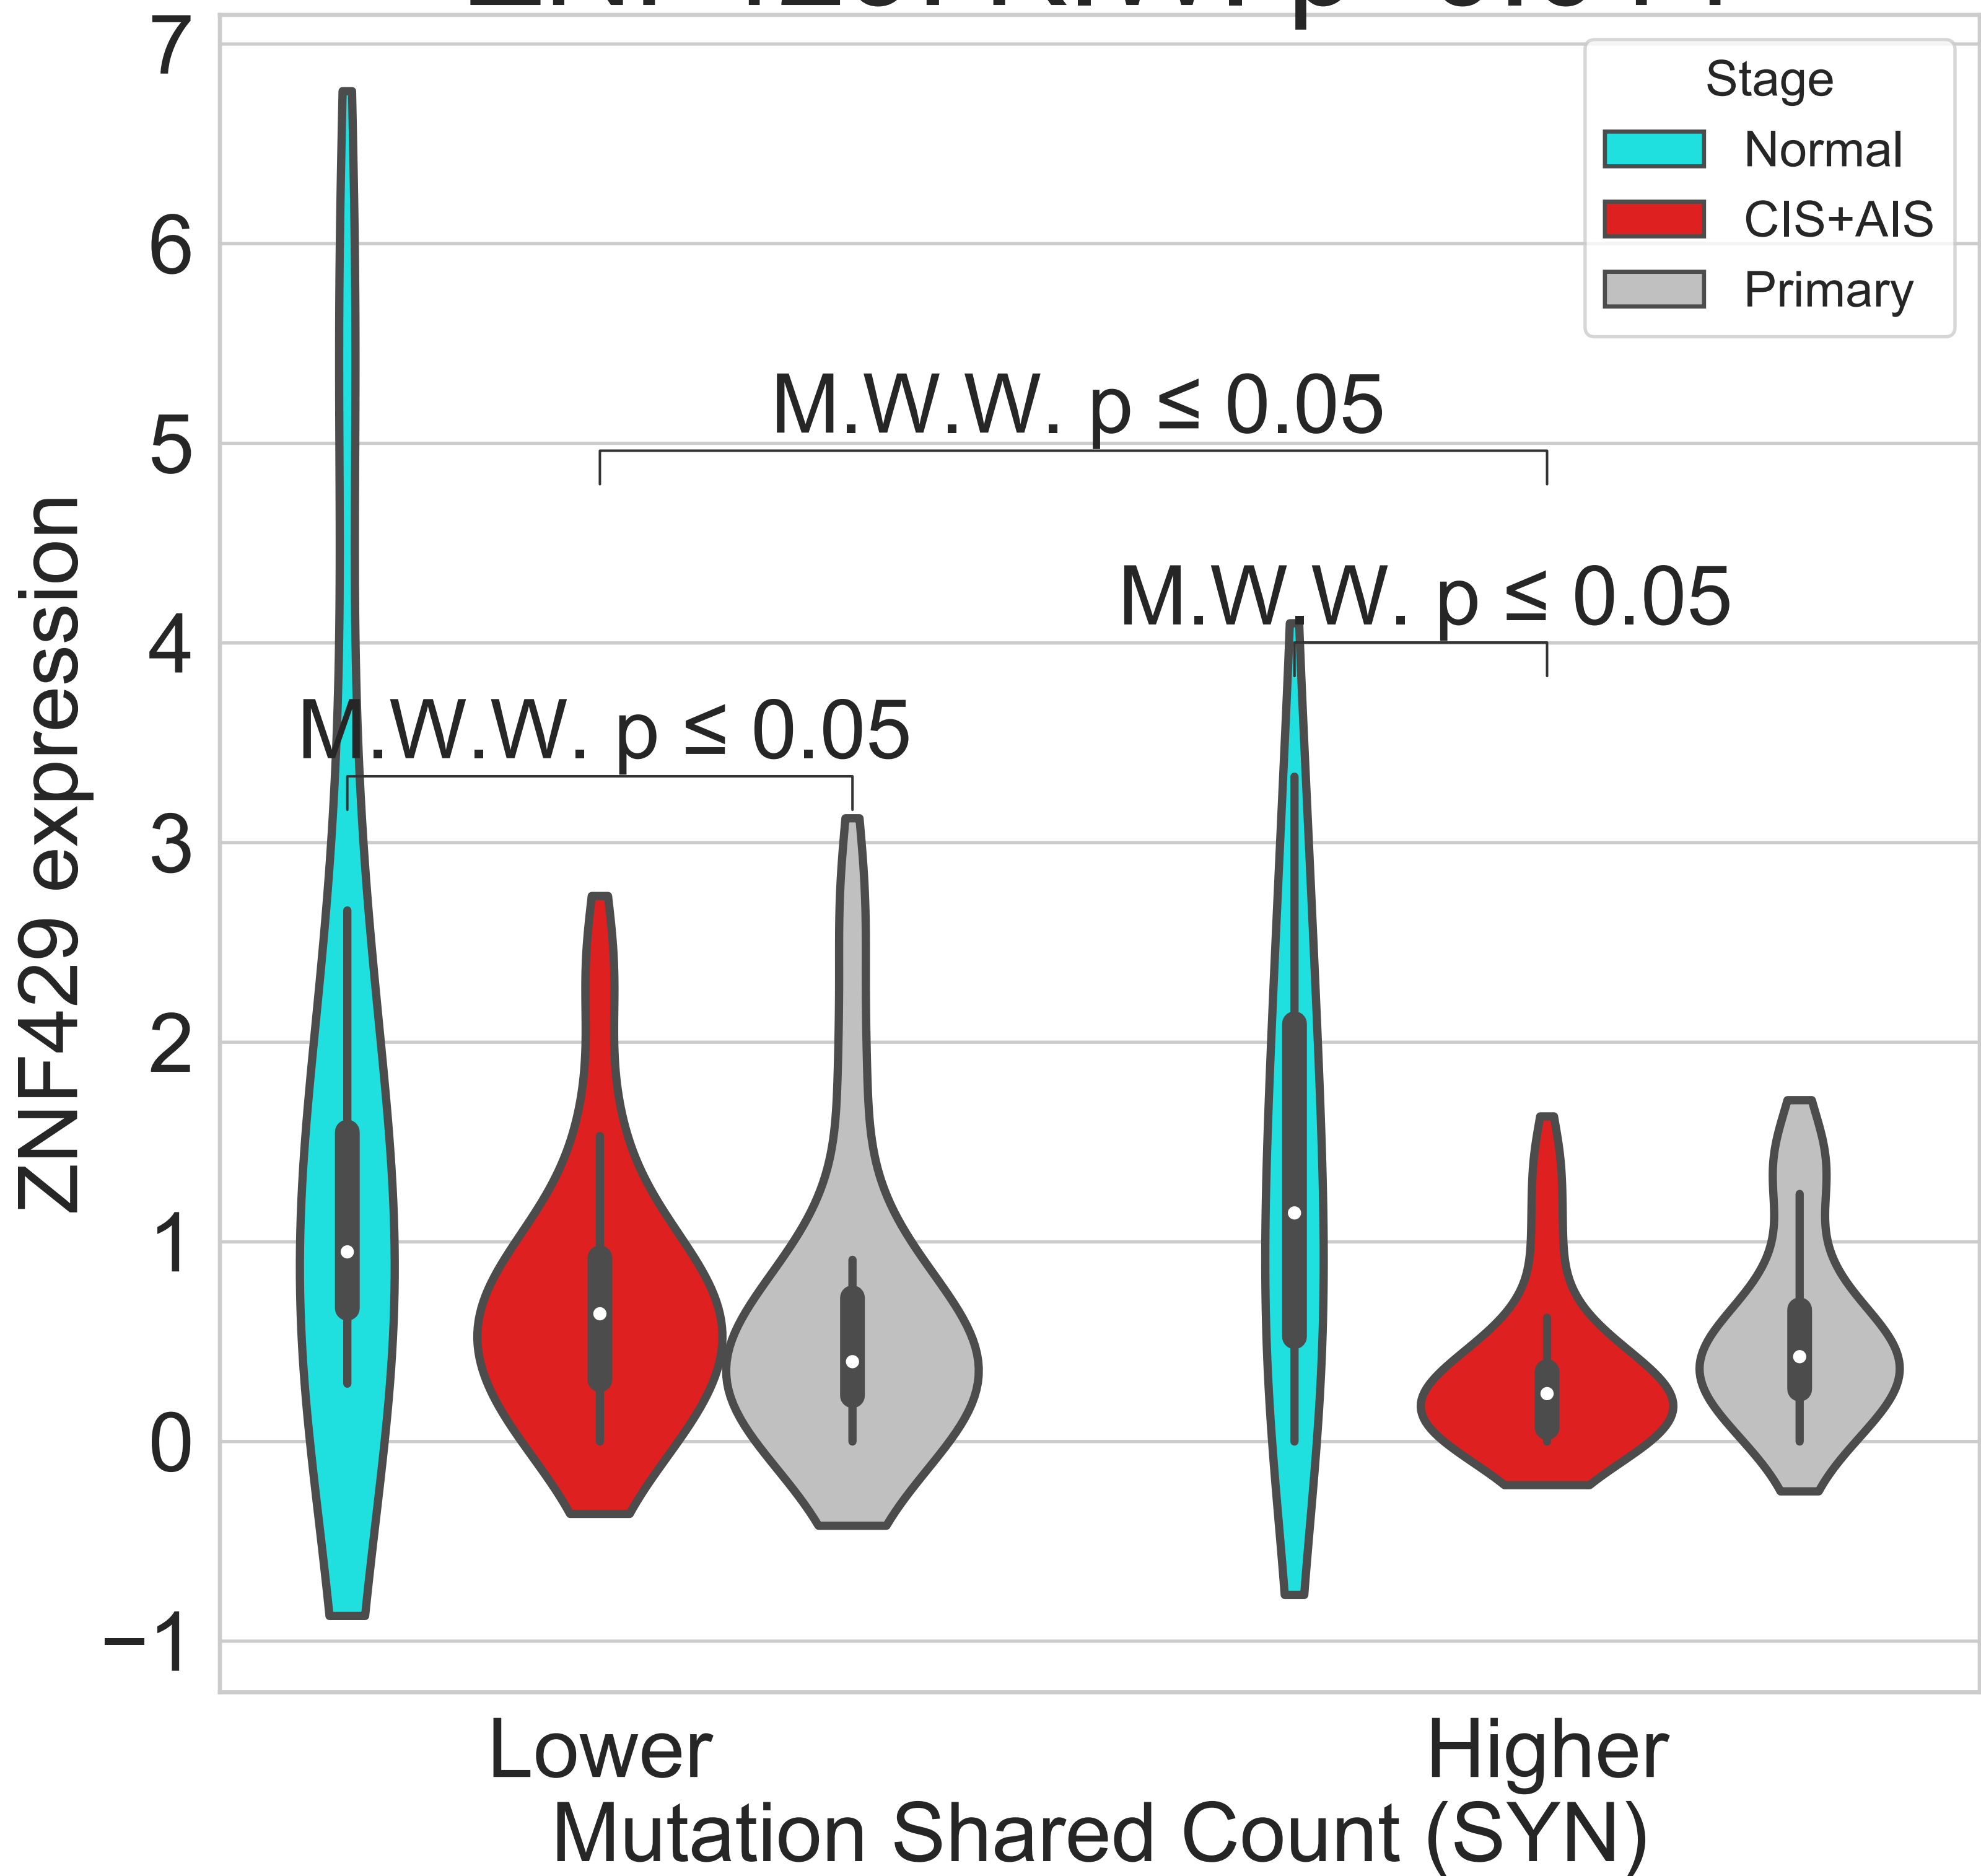 7
6
5
4
3
2
1
0
−1
ZNF429 expression
Stage
Normal
CIS+AIS
Primary
M.W.W. p ≤ 0.05
M.W.W. p ≤ 0.05
M.W.W. p ≤ 0.05
Lower
Higher
Mutation Shared Count (SYN)